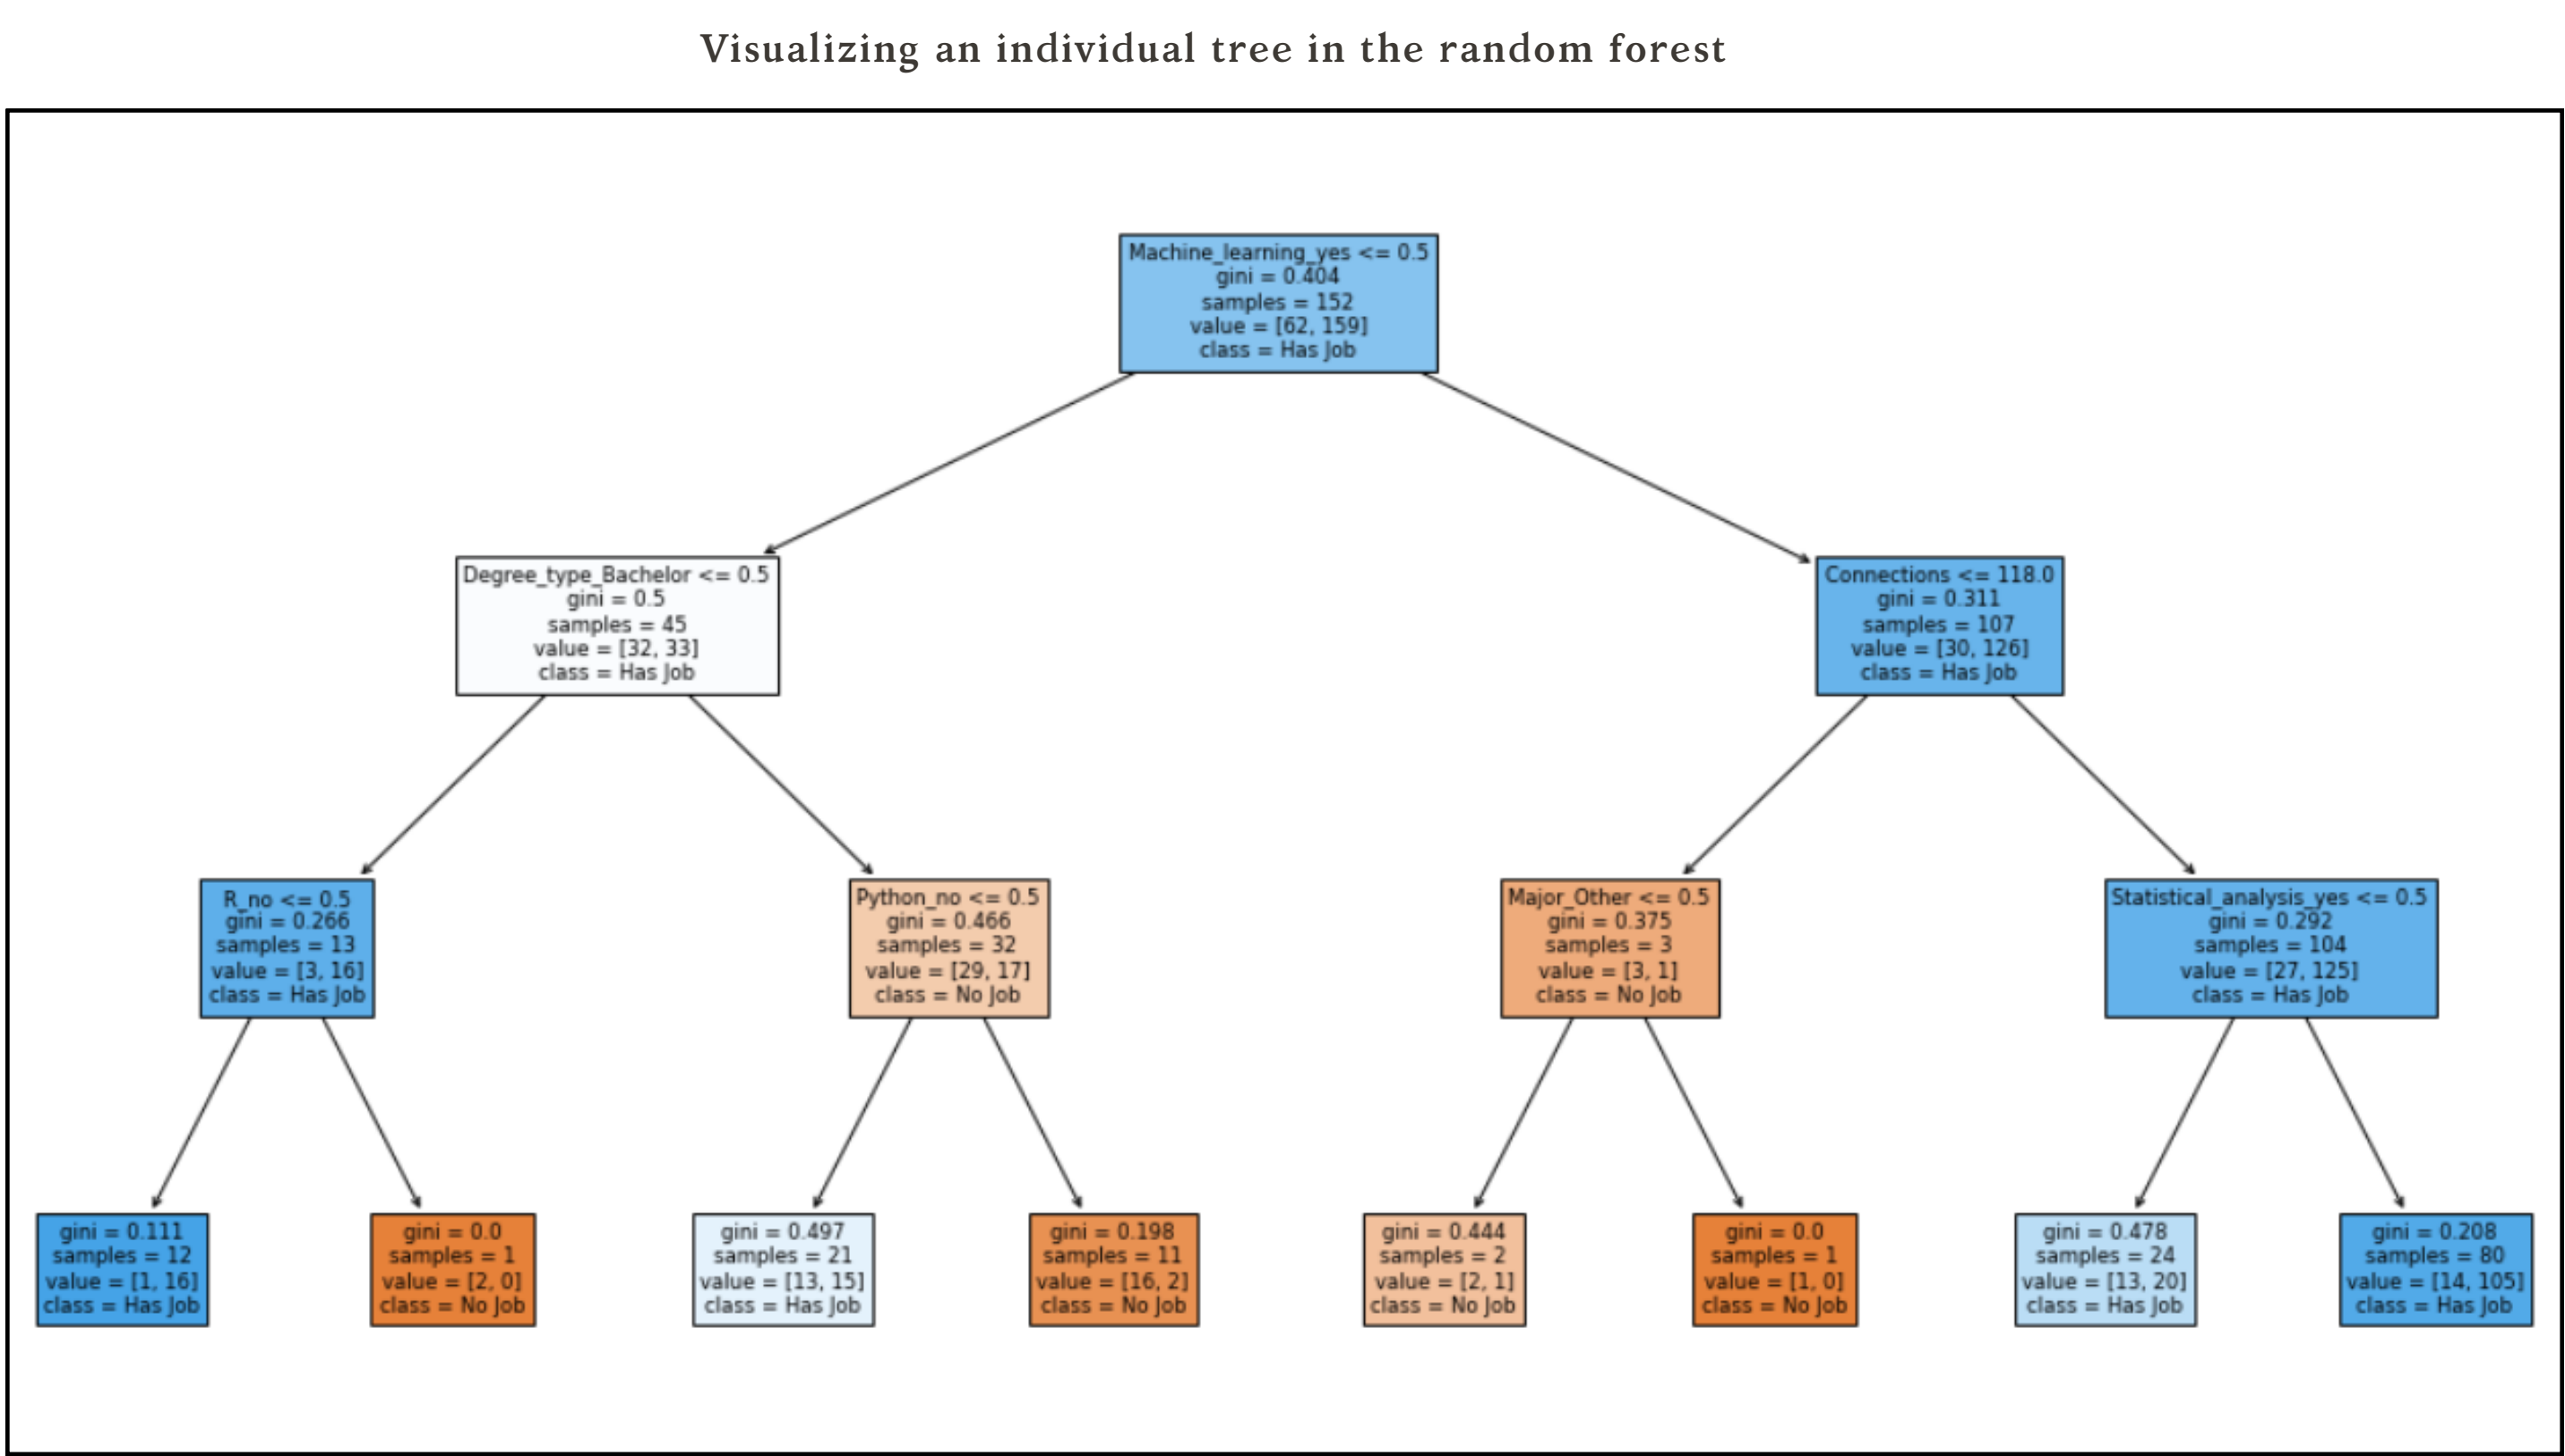 Visualizing an individual tree in the random forest
Machine_learning_yes <= 0.5
gini = 0.404
samples = 152
value = [62, 159]
class = Has Job
Degree_type_Bachelor <= 0.5
gini = 0.5
samples = 45
value = [32, 33]
class = Has Job
Connections <= 118.0
gini = 0.311
samples = 107
value = [30, 126]
class = Has Job
R_no <= 0.5
gini = 0.266
samples = 13
value = [3, 16]
class = Has Job
Python_no <= 0.5
gini = 0.466
samples = 32
value = [29, 17]
class = No Job
Major_Other <= 0.5
gini = 0.375
samples = 3
value = [3, 1]
class = No Job
Statistical_analysis_yes <= 0.5
gini = 0.292
samples = 104
value = [27, 125]
class = Has Job
gini = 0.111
samples = 12
value = [1, 16]
class = Has Job
gini = 0.0
samples = 1
value = [2, 0]
class = No Job
gini = 0.497
samples = 21
value = [13, 15]
class = Has Job
gini = 0.198
samples = 11
value = [16, 2]
class = No Job
gini = 0.444
samples = 2
value = [2, 1]
class = No Job
gini = 0.0
samples = 1
value = [1, 0]
class = No Job
gini = 0.478
samples = 24
value = [13, 20]
class = Has Job
gini = 0.208
samples = 80
value = [14, 105]
class = Has Job